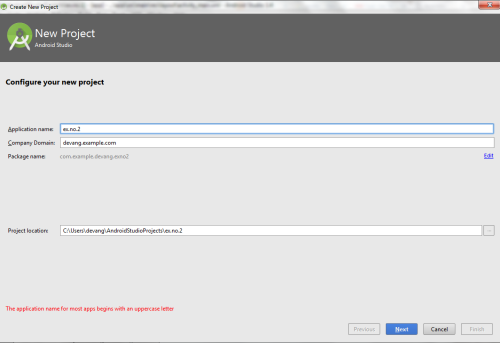 Create New Project
New Project
Android Studio
Configure your new project
Application name: ex.no.2
Company Domain: devang.example.com
Package name: com.example.devang.exno2 Edit
Project location: C:\Users\devang\AndroidStudioProjects\ex.no.2 ...
The application name for most apps begins with an uppercase letter
Previous Next Cancel Finish